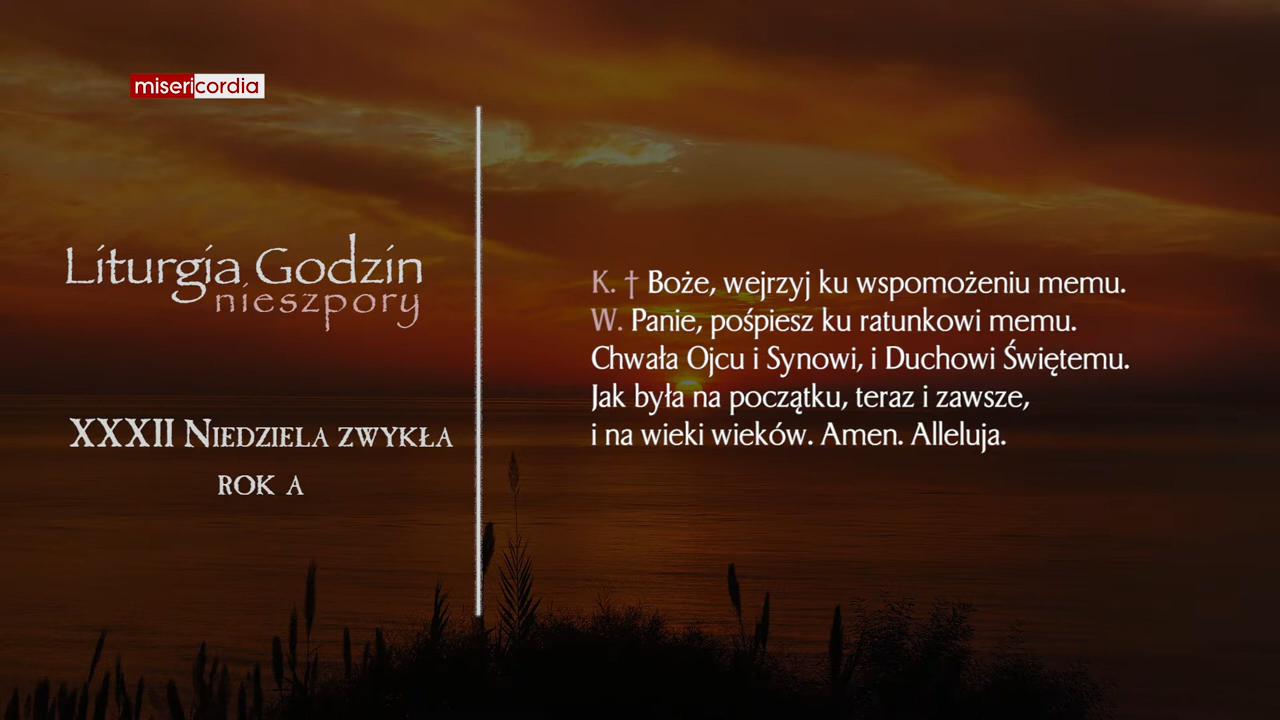 misericordia
Liturgia Godzin
nieszpory
XXXII Niedziela zwykła
rok a
K. † Boże, wejrzyj ku wspomożeniu memu.
W. Panie, pośpiesz ku ratunkowi memu.
Chwała Ojcu i Synowi, i Duchowi Świętemu.
Jak była na początku, teraz i zawsze,
i na wieki wieków. Amen. Alleluja.